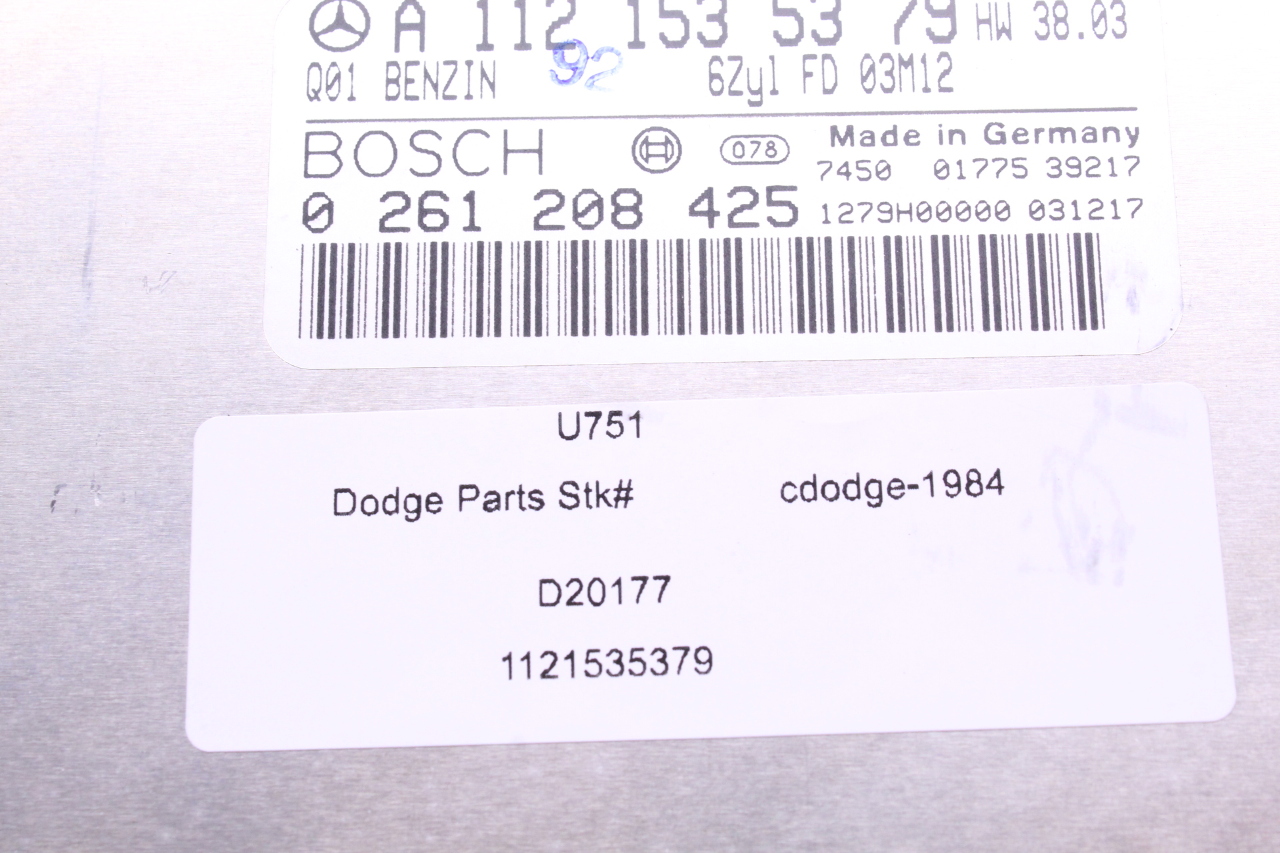 A 112 153 53 79 HW 38.03
Q01 BENZIN 92 6Zyl FD 03M12
BOSCH 078 Made in Germany
7450 01775 39217
0 261 208 425 1279H00000 031217
U751
Dodge Parts Stk# cdodge-1984
D20177
1121535379